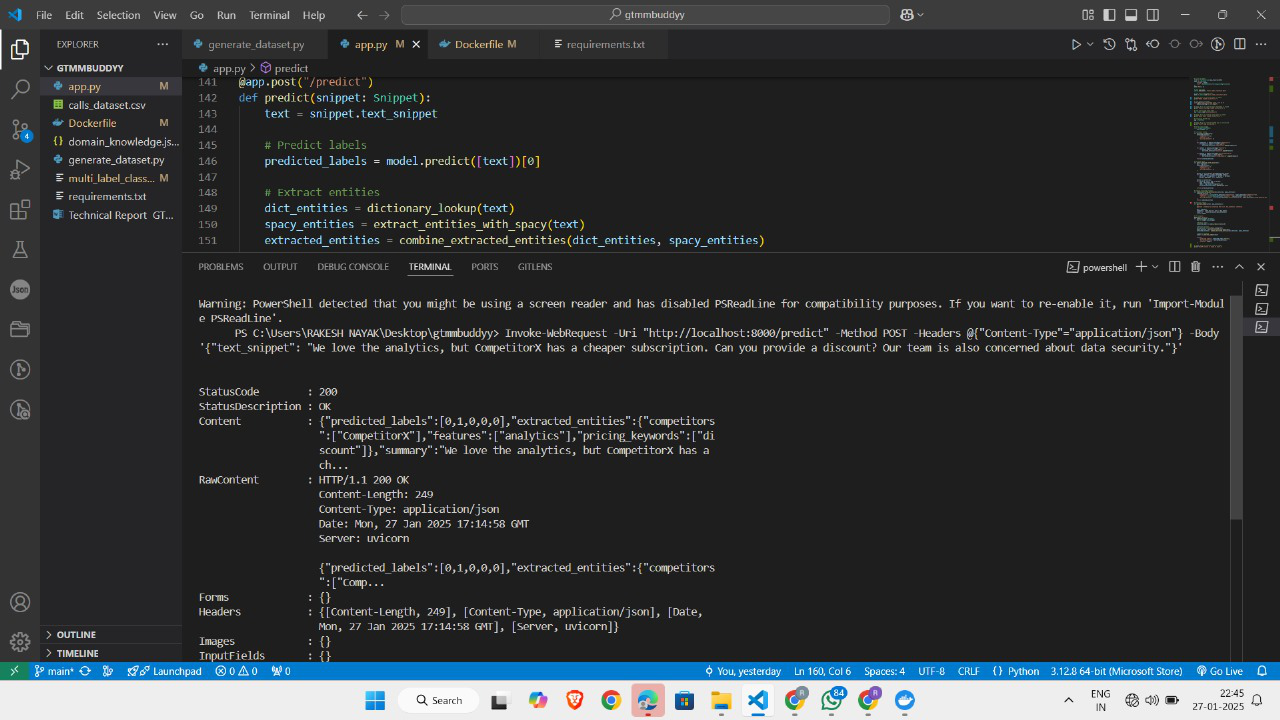 File Edit Selection View Go Run Terminal Help
gtmmbuddyy
EXPLORER
generate_dataset.py
app.py M
Dockerfile M
requirements.txt
GTMMBUDDYY
app.py > predict
app.py M
calls_dataset.csv
Dockerfile M
domain_knowledge.js...
generate_dataset.py
multi_label_class... M
requirements.txt
Technical Report GT...
4
Json
141 @app.post("/predict")
142 def predict(snippet: Snippet):
143 text = snippet.text_snippet
144
145 # Predict labels
146 predicted_labels = model.predict([text])[0]
147
148 # Extract entities
149 dict_entities = dictionary_lookup(text)
150 spacy_entities = extract_entities_with_spacy(text)
151 extracted_entities = combine_extracted_entities(dict_entities, spacy_entities)
PROBLEMS OUTPUT DEBUG CONSOLE TERMINAL PORTS GITLENS
powershell
Warning: PowerShell detected that you might be using a screen reader and has disabled PSReadLine for compatibility purposes. If you want to re-enable it, run 'Import-Modul
e PSReadLine'.
PS C:\Users\RAKESH NAYAK\Desktop\gtmmbuddyy> Invoke-WebRequest -Uri "http://localhost:8000/predict" -Method POST -Headers @{"Content-Type"="application/json"} -Body
'{"text_snippet": "We love the analytics, but CompetitorX has a cheaper subscription. Can you provide a discount? Our team is also concerned about data security."}'
StatusCode : 200
StatusDescription : OK
Content : {"predicted_labels":[0,1,0,0,0],"extracted_entities":{"competitors
":["CompetitorX"],"features":["analytics"],"pricing_keywords":["di
scount"]},"summary":"We love the analytics, but CompetitorX has a
ch...
RawContent : HTTP/1.1 200 OK
Content-Length: 249
Content-Type: application/json
Date: Mon, 27 Jan 2025 17:14:58 GMT
Server: uvicorn
{"predicted_labels":[0,1,0,0,0],"extracted_entities":{"competitors
":["Comp...
Forms : {}
Headers : {[Content-Length, 249], [Content-Type, application/json], [Date,
Mon, 27 Jan 2025 17:14:58 GMT], [Server, uvicorn]}
Images : {}
InputFields : {}
OUTLINE
TIMELINE
main* Launchpad 0 0 0 You, yesterday Ln 160, Col 6 Spaces: 4 UTF-8 CRLF {} Python 3.12.8 64-bit (Microsoft Store) Go Live
Search
R
84
R
ENG
IN
22:45
27-01-2025